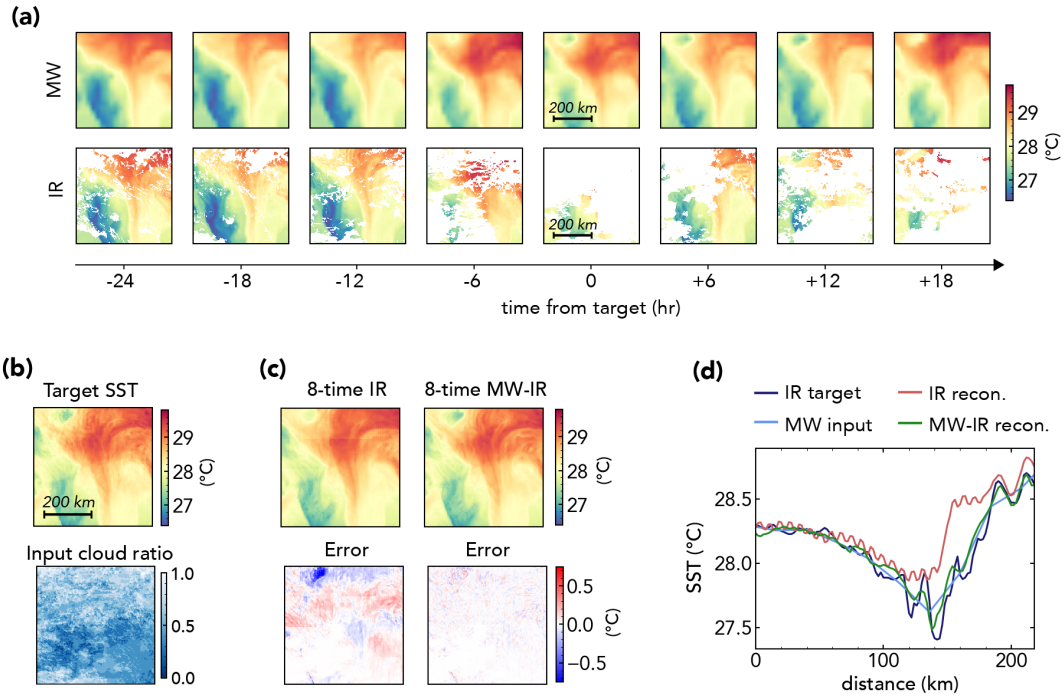 (a)
MW
200 km
29
28
27
(°C)
IR
200 km
-24
-18
-12
-6
0
+6
+12
+18
time from target (hr)
(b)
Target SST
200 km
29
28
27
(°C)
Input cloud ratio
1.0
0.5
0.0
(c)
8-time IR
8-time MW-IR
29
28
27
(°C)
Error
Error
0.5
0.0
−0.5
(°C)
(d)
IR target
IR recon.
MW input
MW-IR recon.
SST (°C)
28.5
28.0
27.5
0
100
200
distance (km)